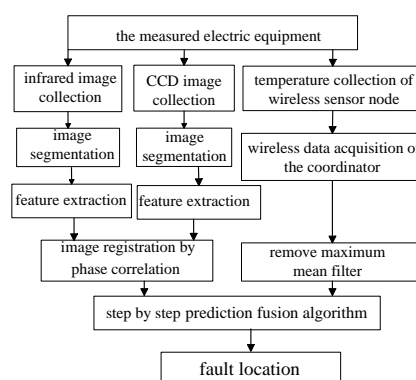 the measured electric equipment
infrared image
collection
CCD image
collection
temperature collection of
wireless sensor node
image
segmentation
image
segmentation
wireless data acquisition of
the coordinator
feature extraction
feature extraction
image registration by
phase correlation
remove maximum
mean filter
step by step prediction fusion algorithm
fault location